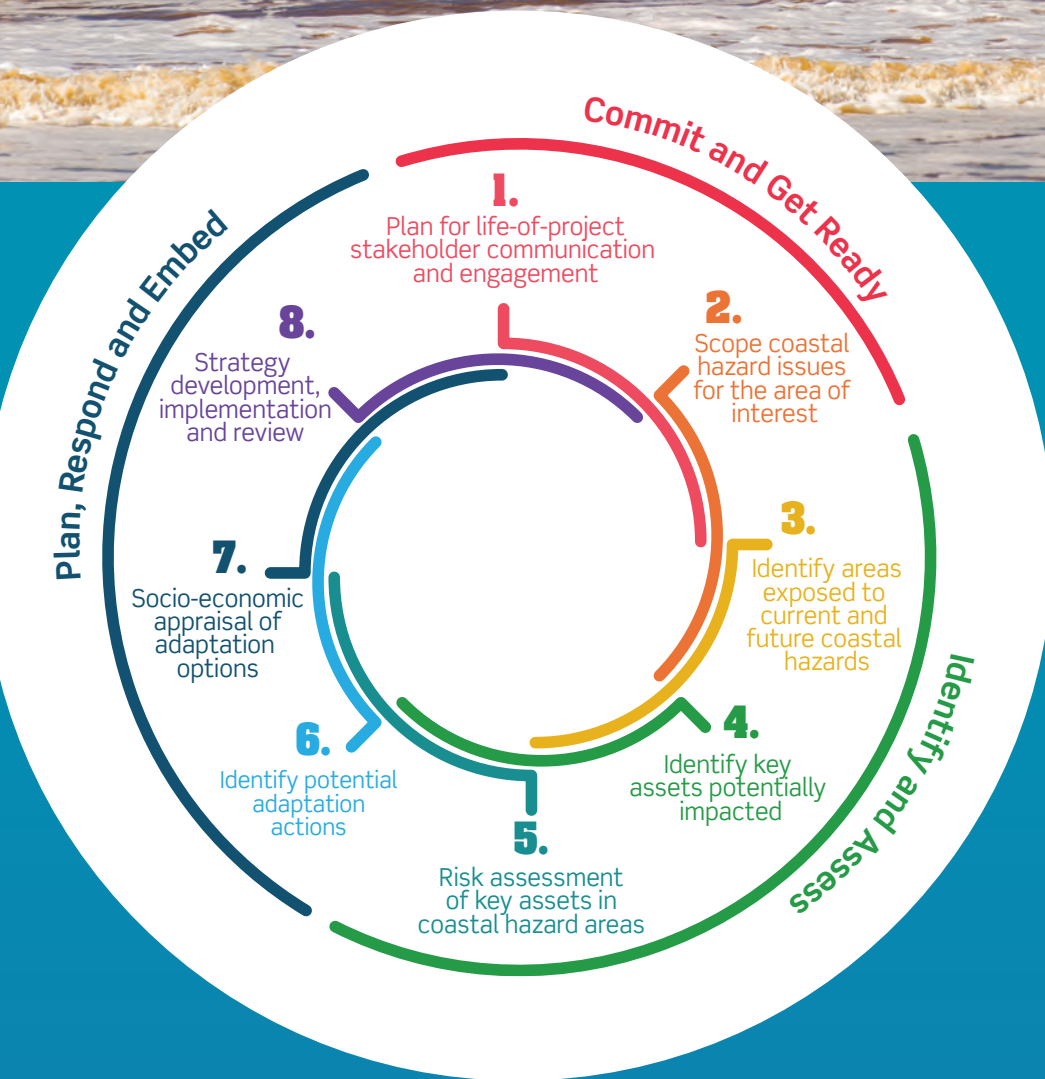 Commit and Get Ready
1.
Plan for life-of-project
stakeholder communication
and engagement
2.
Scope coastal
hazard issues
for the area of
interest
Identify and Assess
3.
Identify areas
exposed to
current and
future coastal
hazards
4.
Identify key
assets potentially
impacted
5.
Risk assessment
of key assets in
coastal hazard areas
Plan, Respond and Embed
6.
Identify potential
adaptation
actions
7.
Socio-economic
appraisal of
adaptation
options
8.
Strategy
development,
implementation
and review